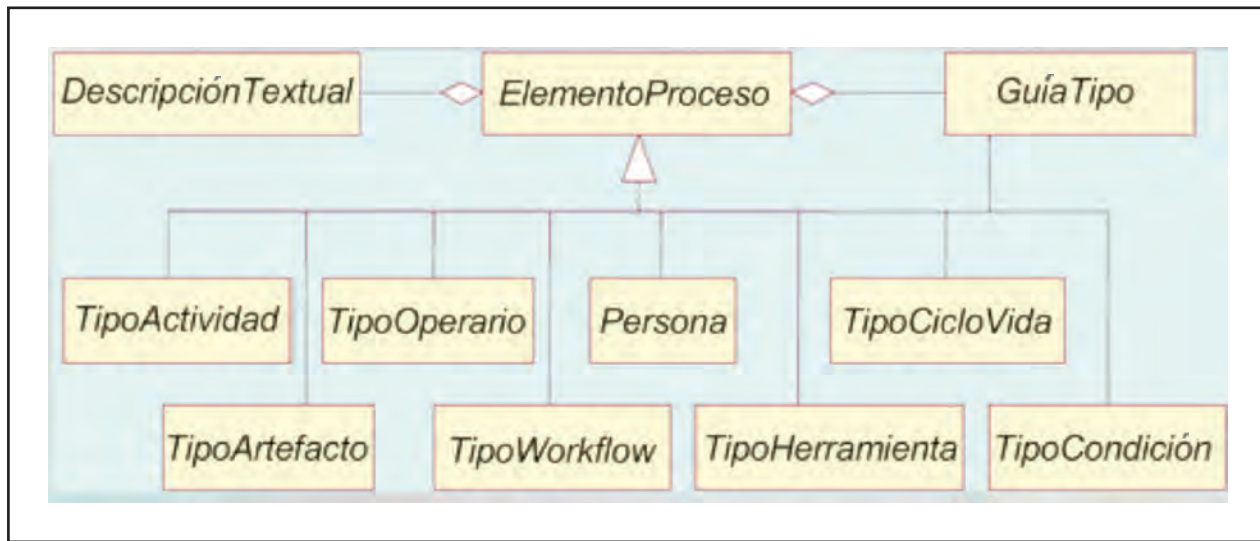 DescripciónTextual
ElementoProceso
GuíaTipo
TipoActividad
TipoOperario
Persona
TipoCicloVida
TipoArtefacto
TipoWorkflow
TipoHerramienta
TipoCondición